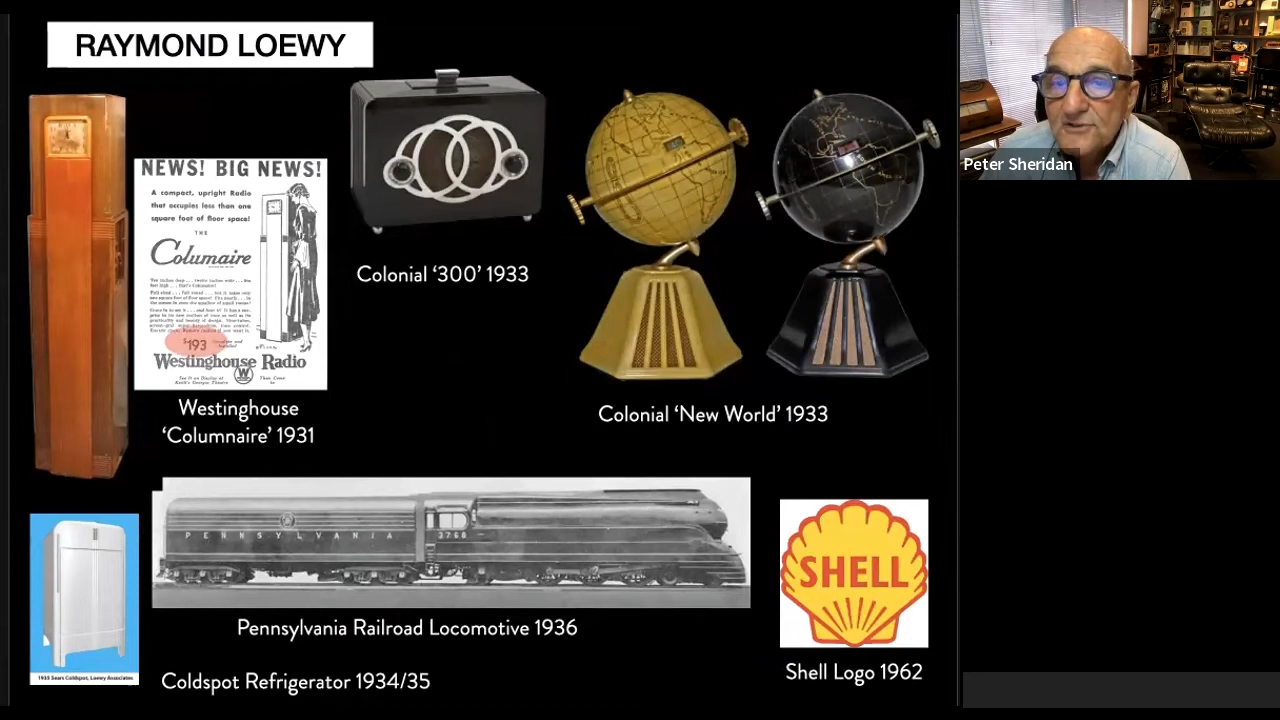 RAYMOND LOEWY
Peter Sheridan
NEWS! BIG NEWS!
A compact, upright Radio
that occupies less than one
square foot of floor space!
THE
Columaire
$193
Westinghouse Radio
W
Westinghouse
‘Columnaire’ 1931
Colonial ‘300’ 1933
Colonial ‘New World’ 1933
PENNSYLVANIA
3768
Pennsylvania Railroad Locomotive 1936
1935 Sears Coldspot, Loewy Associates
Coldspot Refrigerator 1934/35
SHELL
Shell Logo 1962